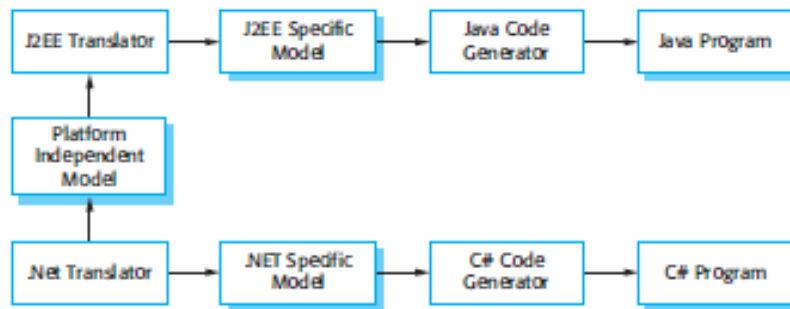 J2EE Translator
J2EE Specific
Model
Java Code
Generator
Java Program
Platform
Independent
Model
.Net Translator
.NET Specific
Model
C# Code
Generator
C# Program